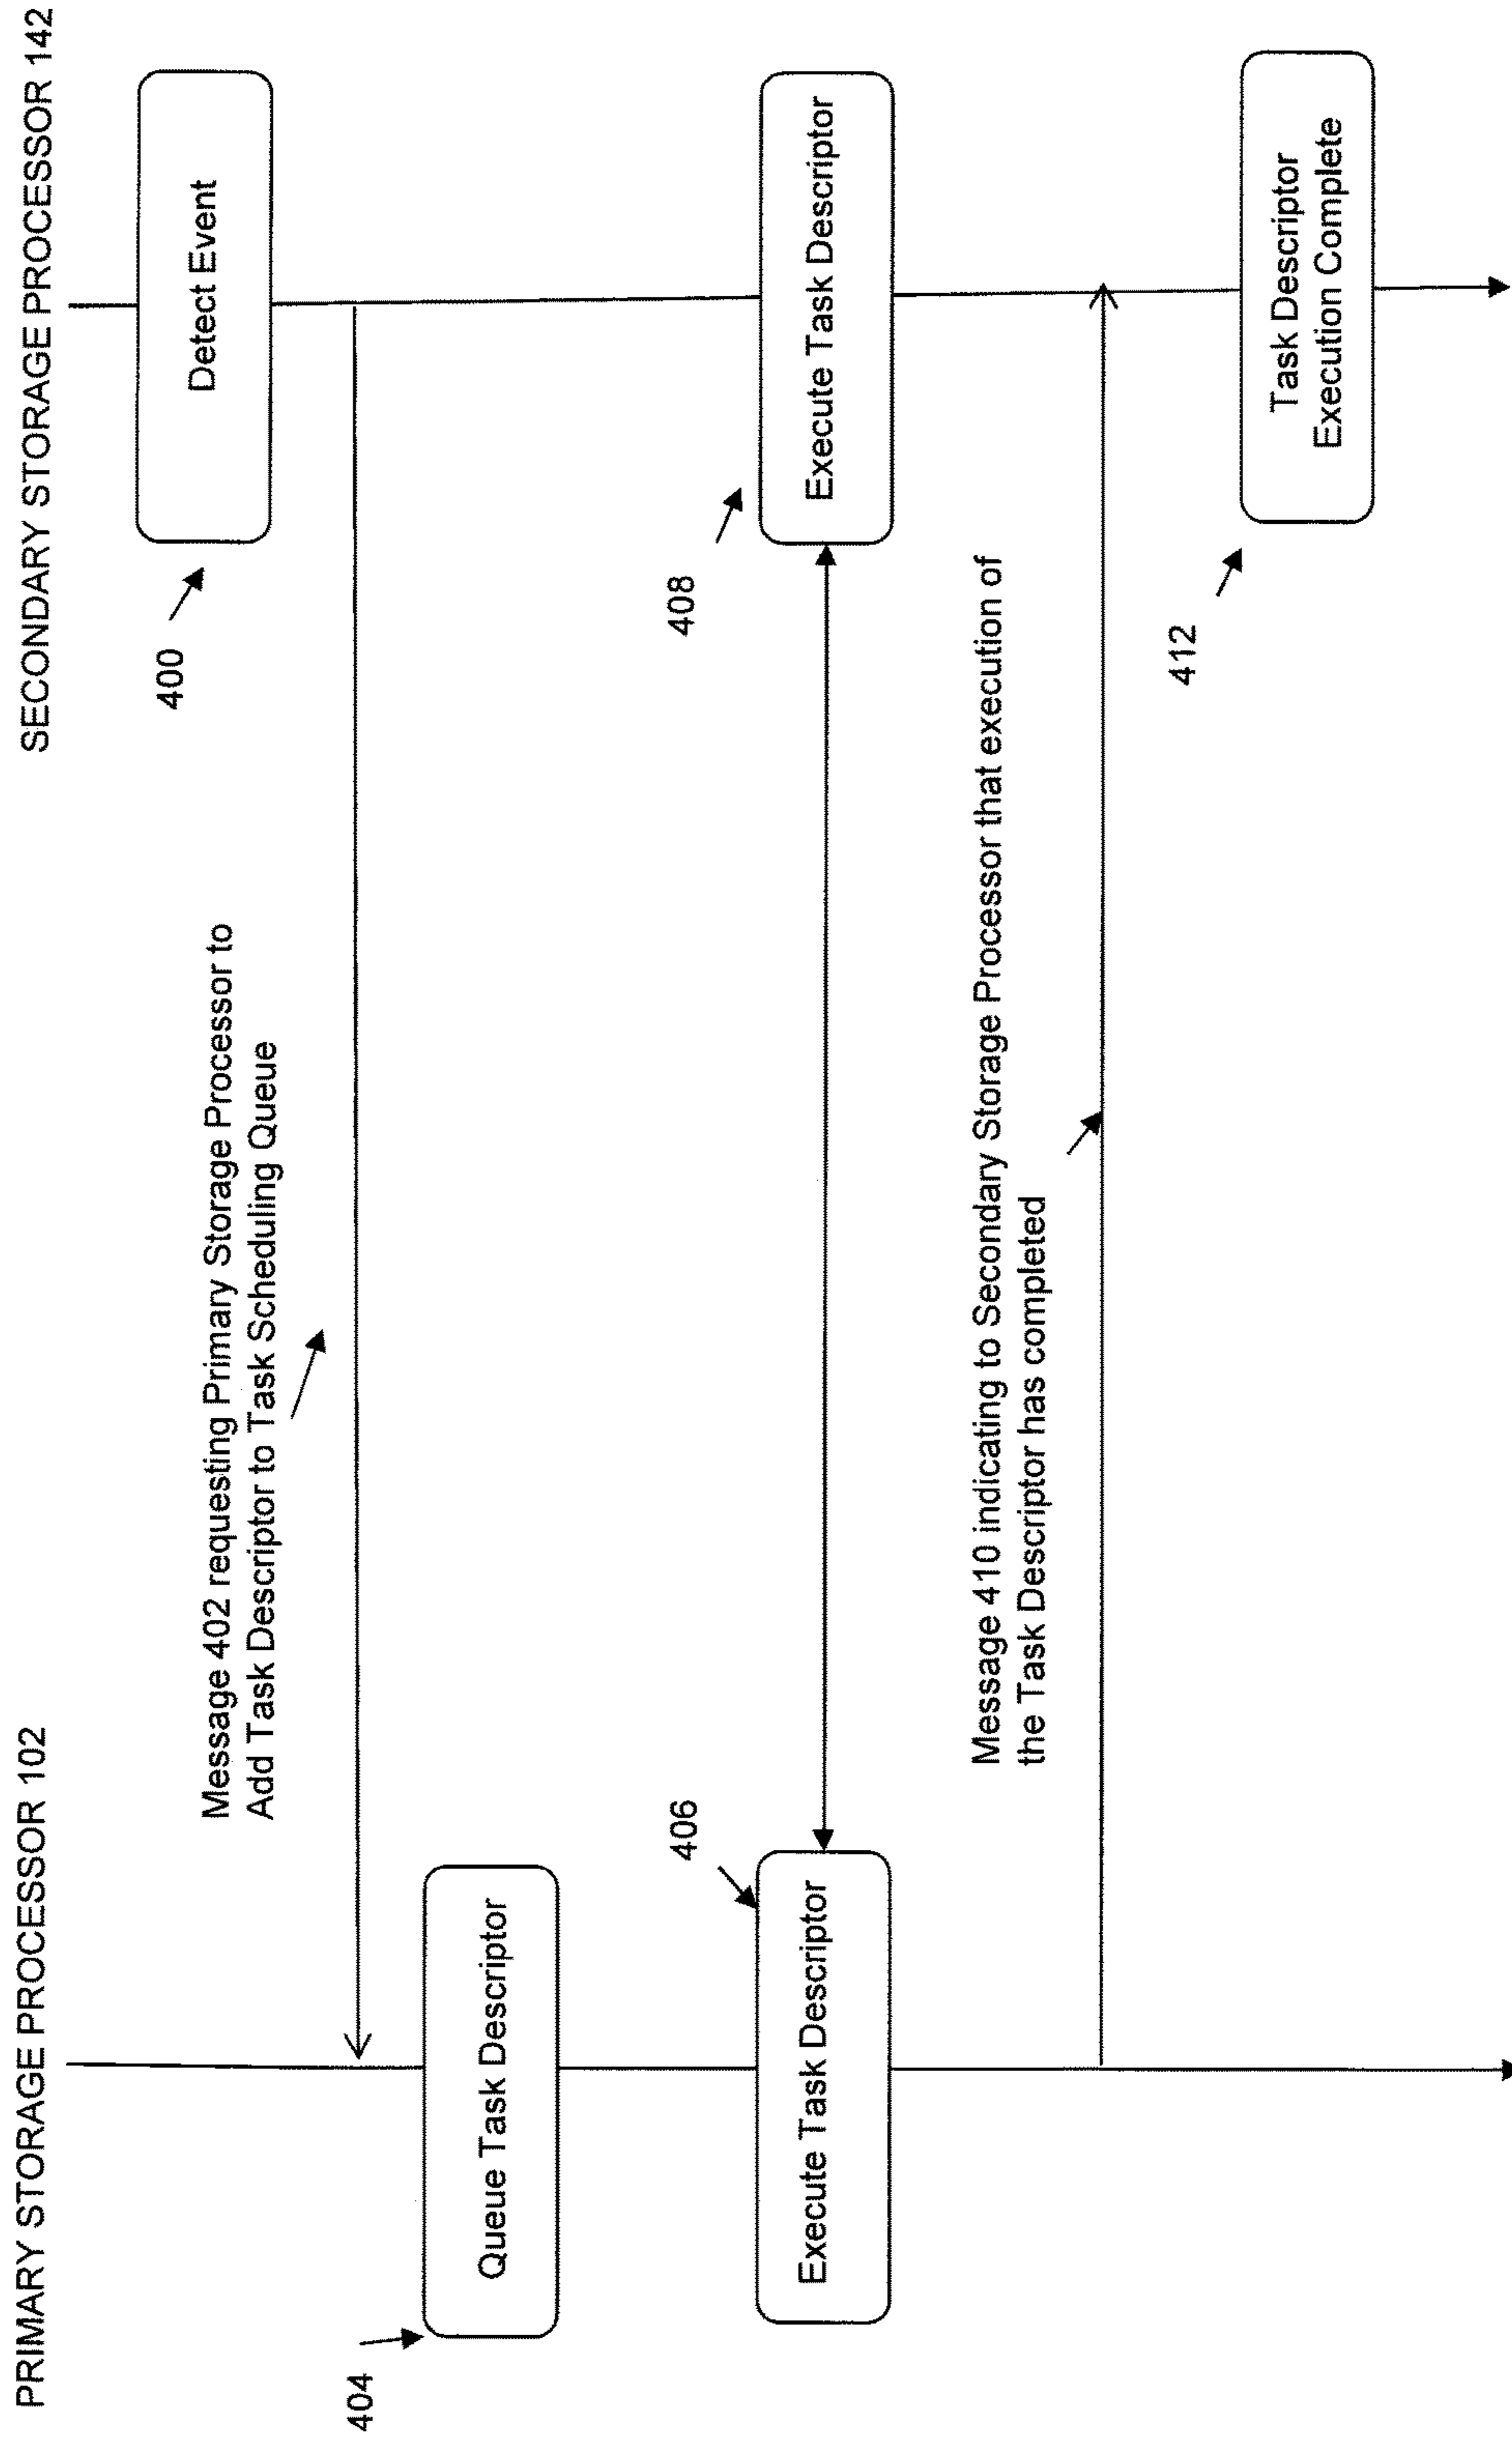 PRIMARY STORAGE PROCESSOR 102
SECONDARY STORAGE PROCESSOR 142
Detect Event
400
Message 402 requesting Primary Storage Processor to
Add Task Descriptor to Task Scheduling Queue
404
Queue Task Descriptor
406
408
Execute Task Descriptor
Execute Task Descriptor
Message 410 indicating to Secondary Storage Processor that execution of
the Task Descriptor has completed
412
Task Descriptor
Execution Complete